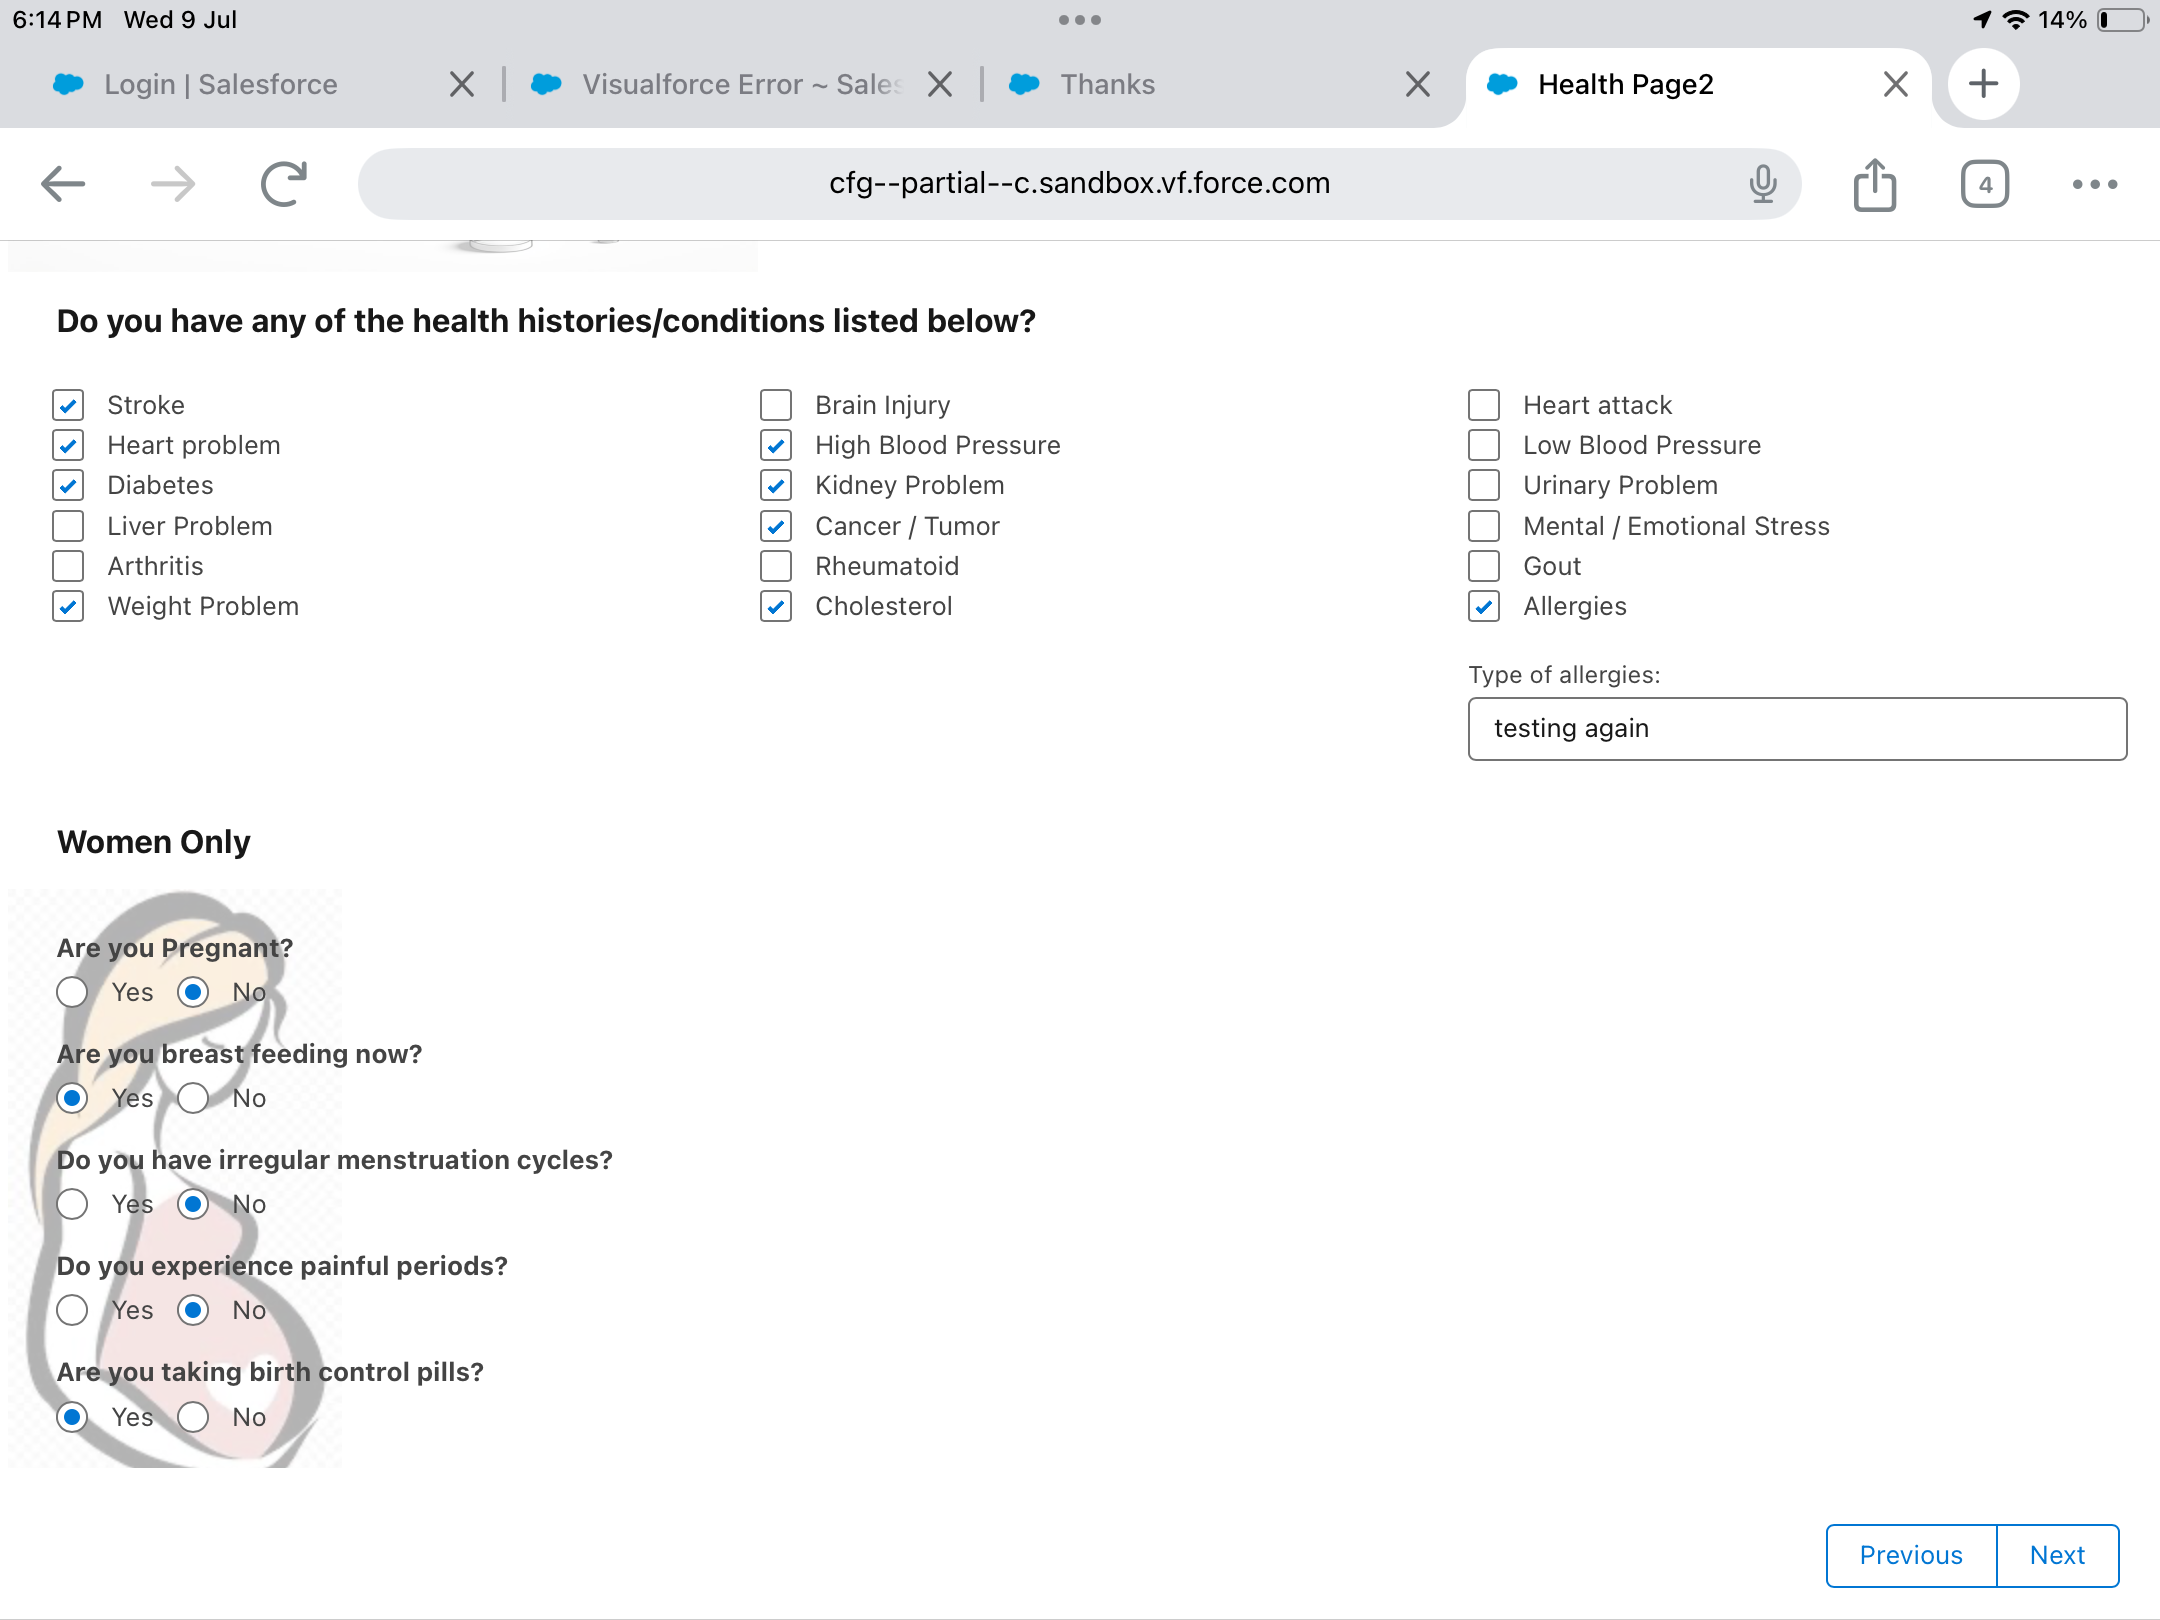 6:14 PM Wed 9 Jul
14%
Login | Salesforce
Visualforce Error ~ Sales
Thanks
Health Page2
cfg--partial--c.sandbox.vf.force.com
4
Do you have any of the health histories/conditions listed below?
Stroke Brain Injury Heart attack
Heart problem High Blood Pressure Low Blood Pressure
Diabetes Kidney Problem Urinary Problem
Liver Problem Cancer / Tumor Mental / Emotional Stress
Arthritis Rheumatoid Gout
Weight Problem Cholesterol Allergies
Type of allergies:
testing again
Women Only
Are you Pregnant?
Yes No
Are you breast feeding now?
Yes No
Do you have irregular menstruation cycles?
Yes No
Do you experience painful periods?
Yes No
Are you taking birth control pills?
Yes No
Previous Next